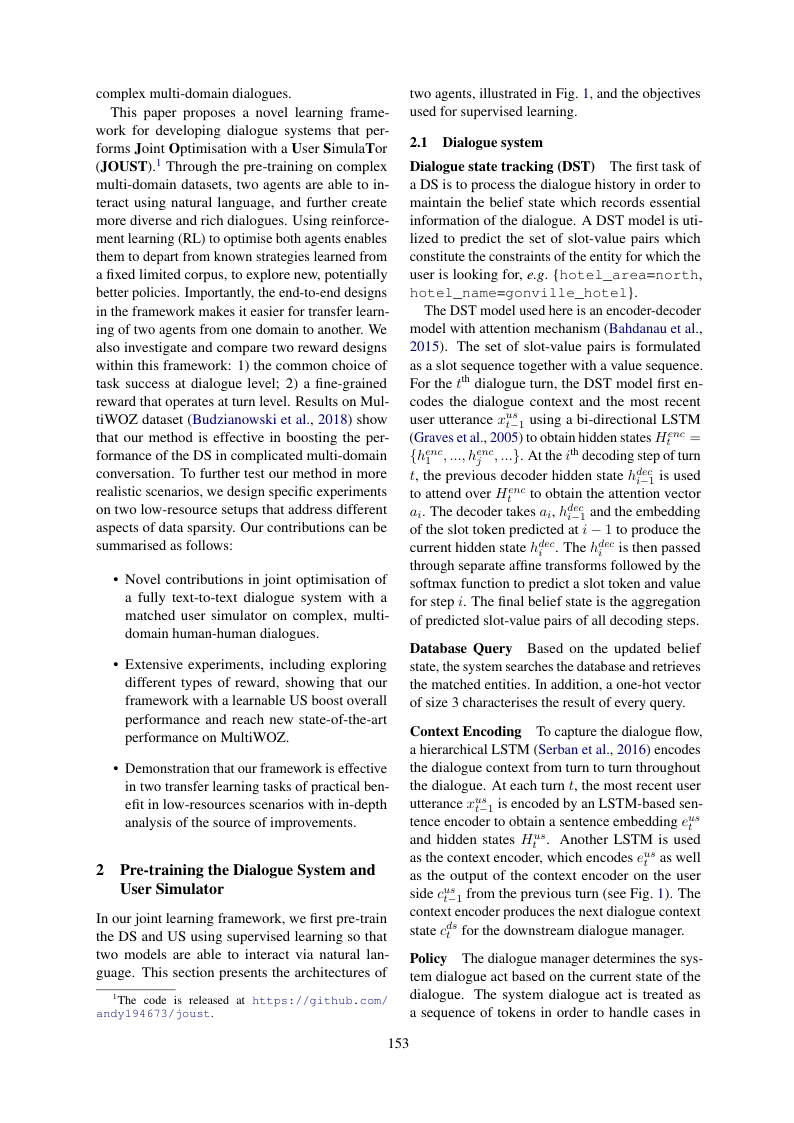 complex multi-domain dialogues.
This paper proposes a novel learning frame-
work for developing dialogue systems that per-
forms Joint Optimisation with a User SimulaTor
(JOUST).1 Through the pre-training on complex
multi-domain datasets, two agents are able to in-
teract using natural language, and further create
more diverse and rich dialogues. Using reinforce-
ment learning (RL) to optimise both agents enables
them to depart from known strategies learned from
a fixed limited corpus, to explore new, potentially
better policies. Importantly, the end-to-end designs
in the framework makes it easier for transfer learn-
ing of two agents from one domain to another. We
also investigate and compare two reward designs
within this framework: 1) the common choice of
task success at dialogue level; 2) a fine-grained
reward that operates at turn level. Results on Mul-
tiWOZ dataset (Budzianowski et al., 2018) show
that our method is effective in boosting the per-
formance of the DS in complicated multi-domain
conversation. To further test our method in more
realistic scenarios, we design specific experiments
on two low-resource setups that address different
aspects of data sparsity. Our contributions can be
summarised as follows:
• Novel contributions in joint optimisation of
a fully text-to-text dialogue system with a
matched user simulator on complex, multi-
domain human-human dialogues.
• Extensive experiments, including exploring
different types of reward, showing that our
framework with a learnable US boost overall
performance and reach new state-of-the-art
performance on MultiWOZ.
• Demonstration that our framework is effective
in two transfer learning tasks of practical ben-
efit in low-resources scenarios with in-depth
analysis of the source of improvements.
2 Pre-training the Dialogue System and
User Simulator
In our joint learning framework, we first pre-train
the DS and US using supervised learning so that
two models are able to interact via natural lan-
guage. This section presents the architectures of
1The code is released at https://github.com/
andy194673/joust.
two agents, illustrated in Fig. 1, and the objectives
used for supervised learning.
2.1 Dialogue system
Dialogue state tracking (DST) The first task of
a DS is to process the dialogue history in order to
maintain the belief state which records essential
information of the dialogue. A DST model is uti-
lized to predict the set of slot-value pairs which
constitute the constraints of the entity for which the
user is looking for, e.g. {hotel_area=north,
hotel_name=gonville_hotel}.
The DST model used here is an encoder-decoder
model with attention mechanism (Bahdanau et al.,
2015). The set of slot-value pairs is formulated
as a slot sequence together with a value sequence.
For the t^th dialogue turn, the DST model first en-
codes the dialogue context and the most recent
user utterance x^{us}_{t−1} using a bi-directional LSTM
(Graves et al., 2005) to obtain hidden states H^{enc}_t =
{h^{enc}_1, ..., h^{enc}_j, ...}. At the i^th decoding step of turn
t, the previous decoder hidden state h^{dec}_{i−1} is used
to attend over H^{enc}_t to obtain the attention vector
a_i. The decoder takes a_i, h^{dec}_{i−1} and the embedding
of the slot token predicted at i − 1 to produce the
current hidden state h^{dec}_i. The h^{dec}_i is then passed
through separate affine transforms followed by the
softmax function to predict a slot token and value
for step i. The final belief state is the aggregation
of predicted slot-value pairs of all decoding steps.
Database Query Based on the updated belief
state, the system searches the database and retrieves
the matched entities. In addition, a one-hot vector
of size 3 characterises the result of every query.
Context Encoding To capture the dialogue flow,
a hierarchical LSTM (Serban et al., 2016) encodes
the dialogue context from turn to turn throughout
the dialogue. At each turn t, the most recent user
utterance x^{us}_{t−1} is encoded by an LSTM-based sen-
tence encoder to obtain a sentence embedding e^{us}_t
and hidden states H^{us}_t. Another LSTM is used
as the context encoder, which encodes e^{us}_t as well
as the output of the context encoder on the user
side c^{us}_{t−1} from the previous turn (see Fig. 1). The
context encoder produces the next dialogue context
state c^{ds}_t for the downstream dialogue manager.
Policy The dialogue manager determines the sys-
tem dialogue act based on the current state of the
dialogue. The system dialogue act is treated as
a sequence of tokens in order to handle cases in
153